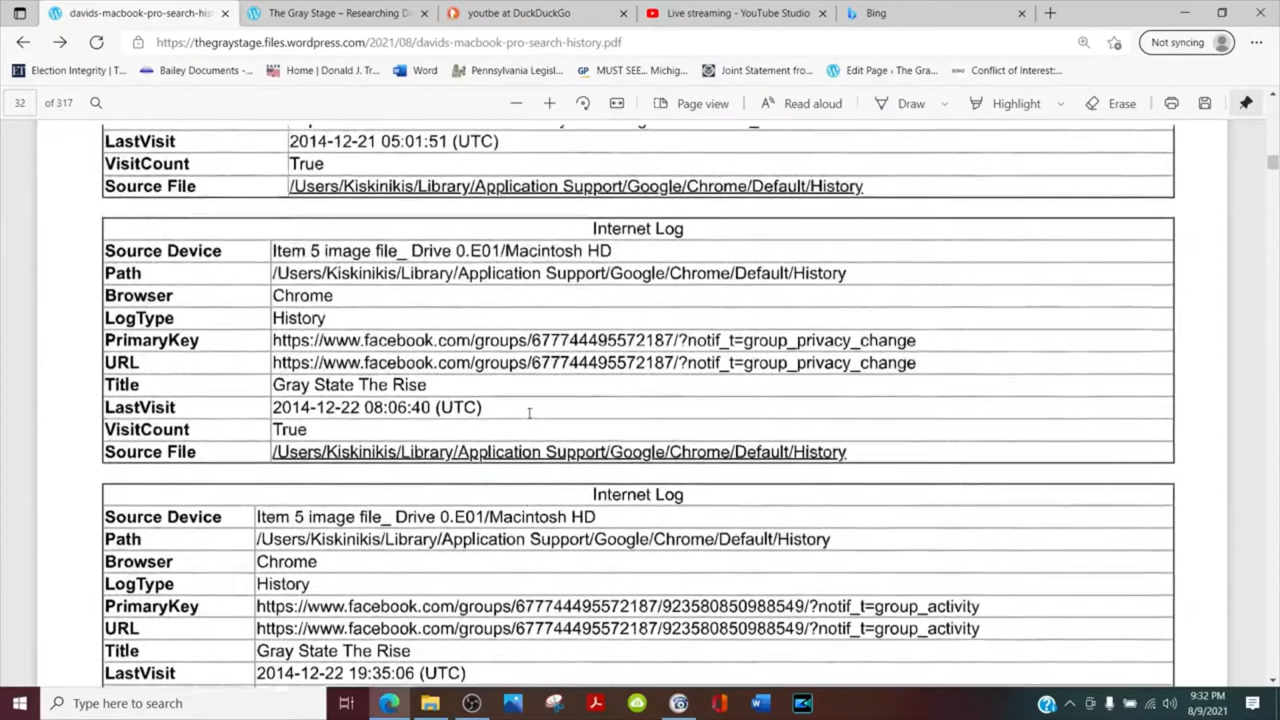 davids-macbook-pro-search-hist
The Gray Stage – Researching Da
youtbe at DuckDuckGo
Live streaming - YouTube Studio
Bing
https://thegraystage.files.wordpress.com/2021/08/davids-macbook-pro-search-history.pdf
Not syncing
Election Integrity | T...
Bailey Documents -...
Home | Donald J. Tr...
Word
Pennsylvania Legisl...
MUST SEE... Michig...
Joint Statement fro...
Edit Page ‹ The Gra...
Conflict of Interest:...
32 of 317
Page view
Read aloud
Draw
Highlight
Erase
LastVisit 2014-12-21 05:01:51 (UTC)
VisitCount True
Source File /Users/Kiskinikis/Library/Application Support/Google/Chrome/Default/History
Internet Log
Source Device Item 5 image file_ Drive 0.E01/Macintosh HD
Path /Users/Kiskinikis/Library/Application Support/Google/Chrome/Default/History
Browser Chrome
LogType History
PrimaryKey https://www.facebook.com/groups/677744495572187/?notif_t=group_privacy_change
URL https://www.facebook.com/groups/677744495572187/?notif_t=group_privacy_change
Title Gray State The Rise
LastVisit 2014-12-22 08:06:40 (UTC)
VisitCount True
Source File /Users/Kiskinikis/Library/Application Support/Google/Chrome/Default/History
Internet Log
Source Device Item 5 image file_ Drive 0.E01/Macintosh HD
Path /Users/Kiskinikis/Library/Application Support/Google/Chrome/Default/History
Browser Chrome
LogType History
PrimaryKey https://www.facebook.com/groups/677744495572187/923580850988549/?notif_t=group_activity
URL https://www.facebook.com/groups/677744495572187/923580850988549/?notif_t=group_activity
Title Gray State The Rise
LastVisit 2014-12-22 19:35:06 (UTC)
Type here to search
9:32 PM
8/9/2021